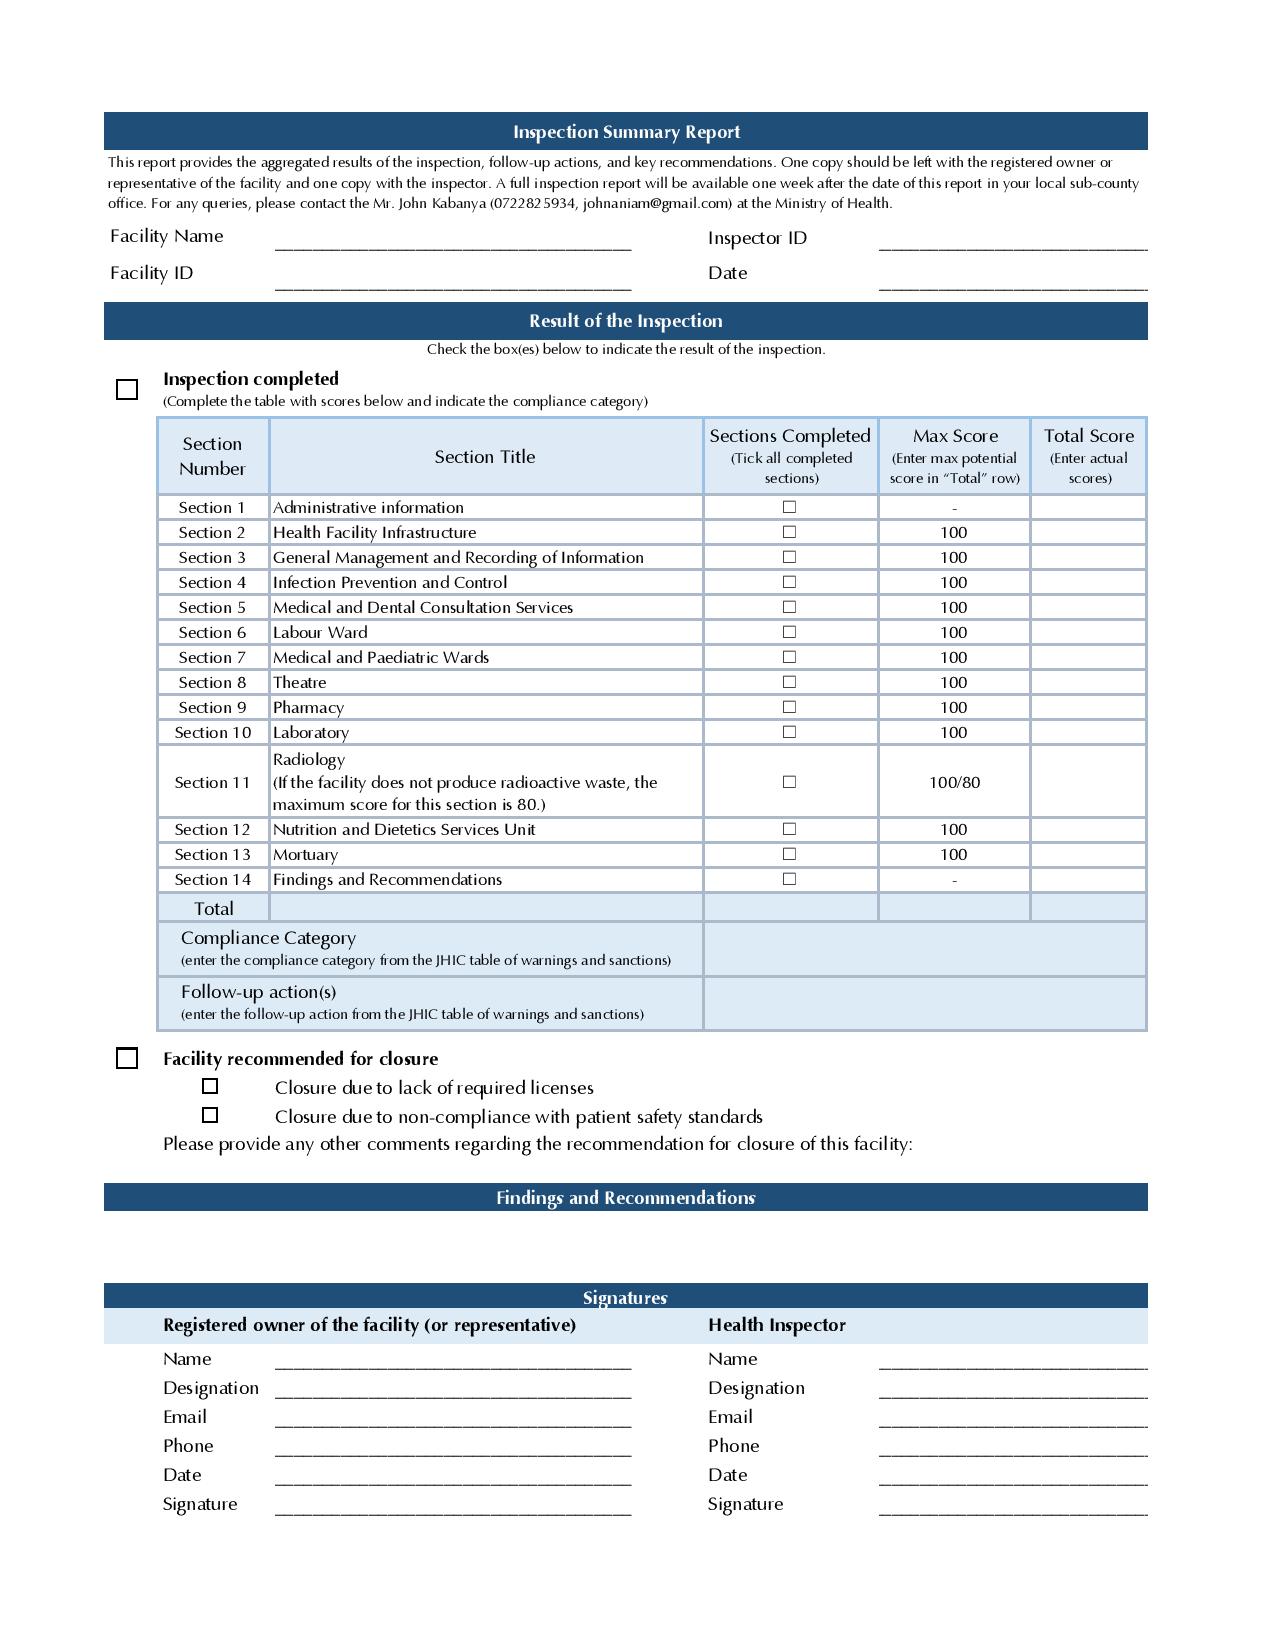 Inspection Summary Report
This report provides the aggregated results of the inspection, follow-up actions, and key recommendations. One copy should be left with the registered owner or
representative of the facility and one copy with the inspector. A full inspection report will be available one week after the date of this report in your local sub-county
office. For any queries, please contact the Mr. John Kabanya (0722825934, johnaniam@gmail.com) at the Ministry of Health.
Facility Name ______________________________________ Inspector ID _____________________________
Facility ID ______________________________________ Date _____________________________
Result of the Inspection
Check the box(es) below to indicate the result of the inspection.
☐ Inspection completed
(Complete the table with scores below and indicate the compliance category)
Section Number Section Title Sections Completed (Tick all completed sections) Max Score (Enter max potential score in “Total” row) Total Score (Enter actual scores)
Section 1 Administrative information ☐ -
Section 2 Health Facility Infrastructure ☐ 100
Section 3 General Management and Recording of Information ☐ 100
Section 4 Infection Prevention and Control ☐ 100
Section 5 Medical and Dental Consultation Services ☐ 100
Section 6 Labour Ward ☐ 100
Section 7 Medical and Paediatric Wards ☐ 100
Section 8 Theatre ☐ 100
Section 9 Pharmacy ☐ 100
Section 10 Laboratory ☐ 100
Section 11 Radiology
(If the facility does not produce radioactive waste, the
maximum score for this section is 80.) ☐ 100/80
Section 12 Nutrition and Dietetics Services Unit ☐ 100
Section 13 Mortuary ☐ 100
Section 14 Findings and Recommendations ☐ -
Total
Compliance Category
(enter the compliance category from the JHIC table of warnings and sanctions)
Follow-up action(s)
(enter the follow-up action from the JHIC table of warnings and sanctions)
☐ Facility recommended for closure
☐ Closure due to lack of required licenses
☐ Closure due to non-compliance with patient safety standards
Please provide any other comments regarding the recommendation for closure of this facility:
Findings and Recommendations
Signatures
Registered owner of the facility (or representative) Health Inspector
Name ______________________________________ Name _____________________________
Designation ______________________________________ Designation _____________________________
Email ______________________________________ Email _____________________________
Phone ______________________________________ Phone _____________________________
Date ______________________________________ Date _____________________________
Signature ______________________________________ Signature _____________________________